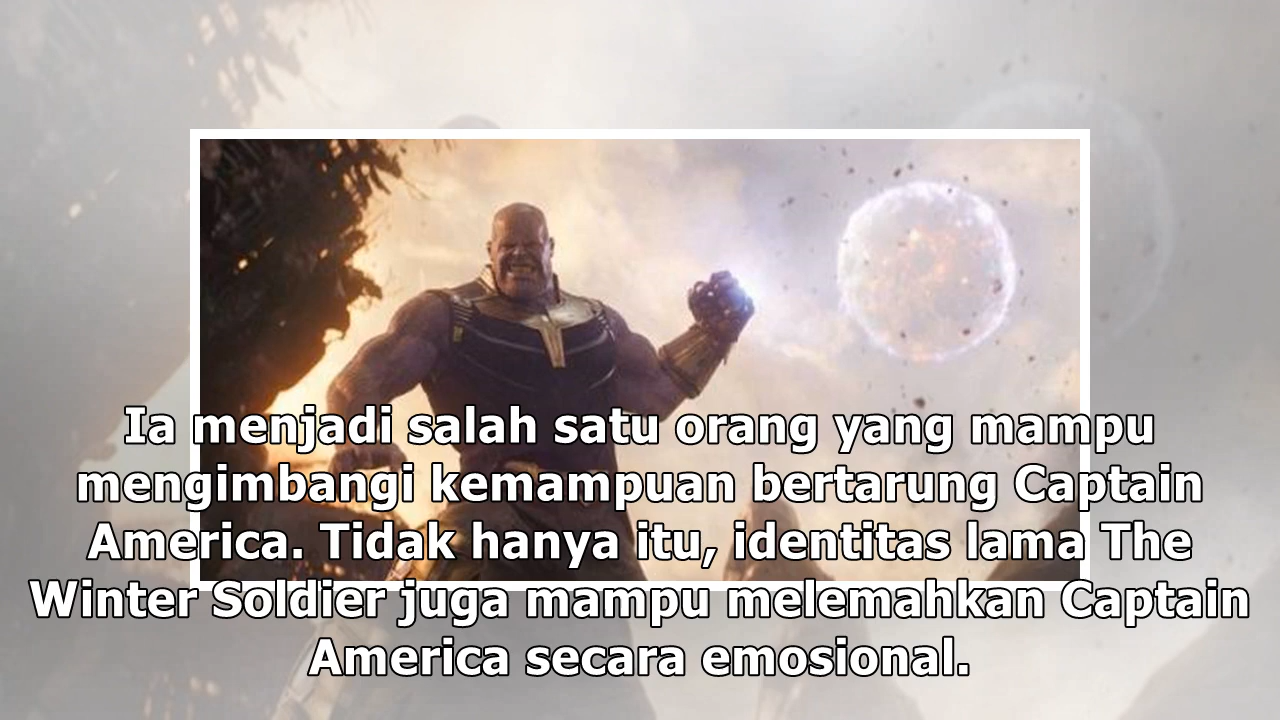 Ia menjadi salah satu orang yang mampu
mengimbangi kemampuan bertarung Captain
America. Tidak hanya itu, identitas lama The
Winter Soldier juga mampu melemahkan Captain
America secara emosional.